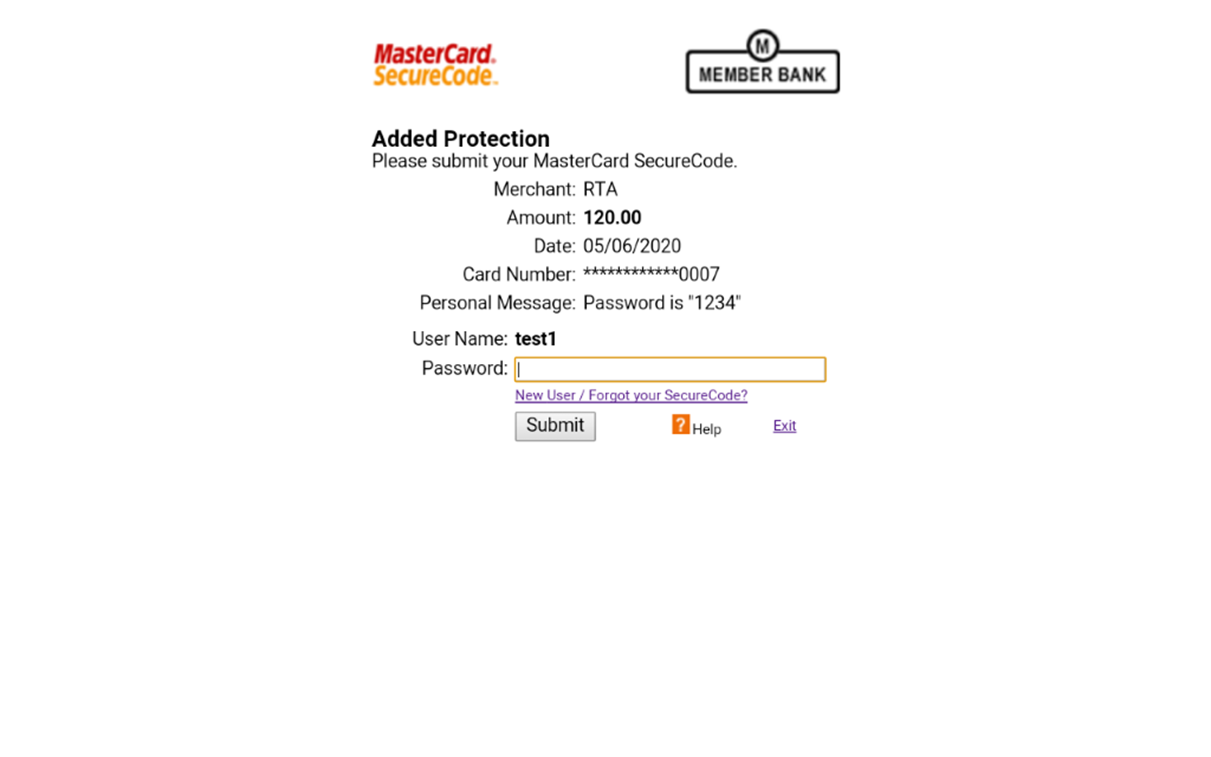 MasterCard.
SecureCode™
M
MEMBER BANK
Added Protection
Please submit your MasterCard SecureCode.
Merchant: RTA
Amount: 120.00
Date: 05/06/2020
Card Number: ************0007
Personal Message: Password is "1234"
User Name: test1
Password:
New User / Forgot your SecureCode?
Submit
? Help
Exit